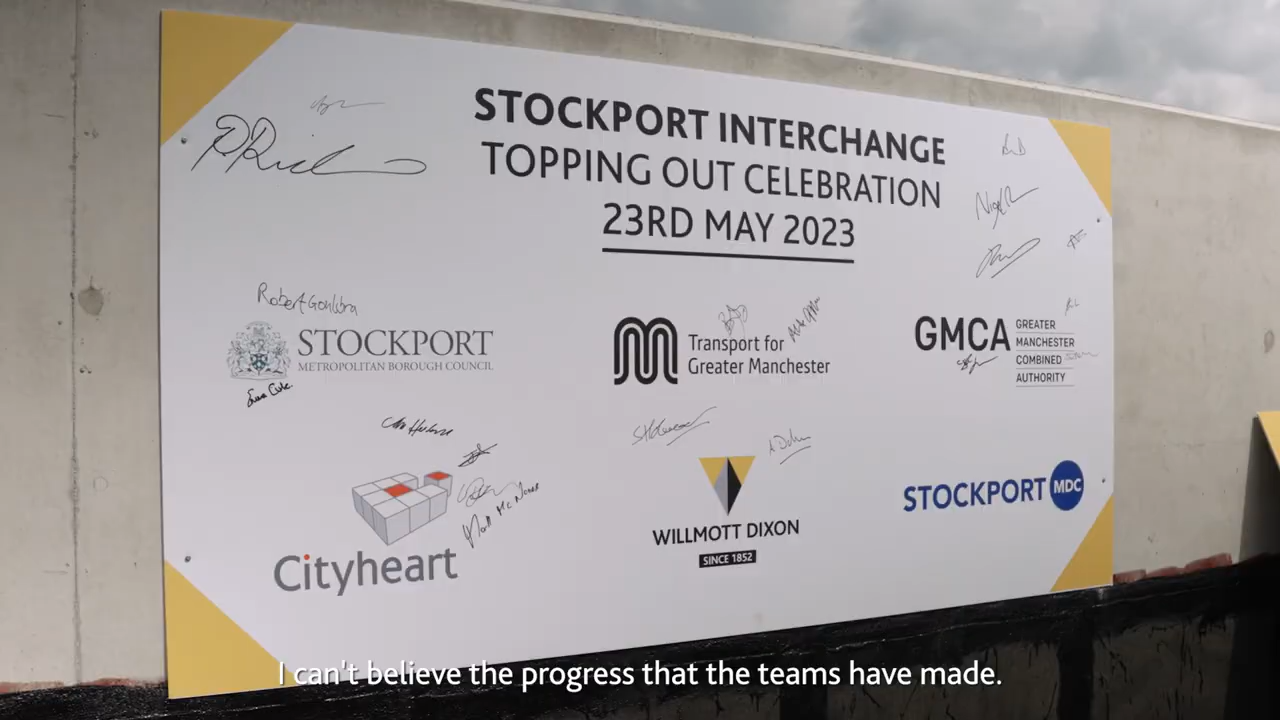 STOCKPORT INTERCHANGE
TOPPING OUT CELEBRATION
23RD MAY 2023
STOCKPORT
METROPOLITAN BOROUGH COUNCIL
Transport for
Greater Manchester
GMCA
GREATER
MANCHESTER
COMBINED
AUTHORITY
Cityheart
WILLMOTT DIXON
SINCE 1852
STOCKPORT MDC
I can't believe the progress that the teams have made.